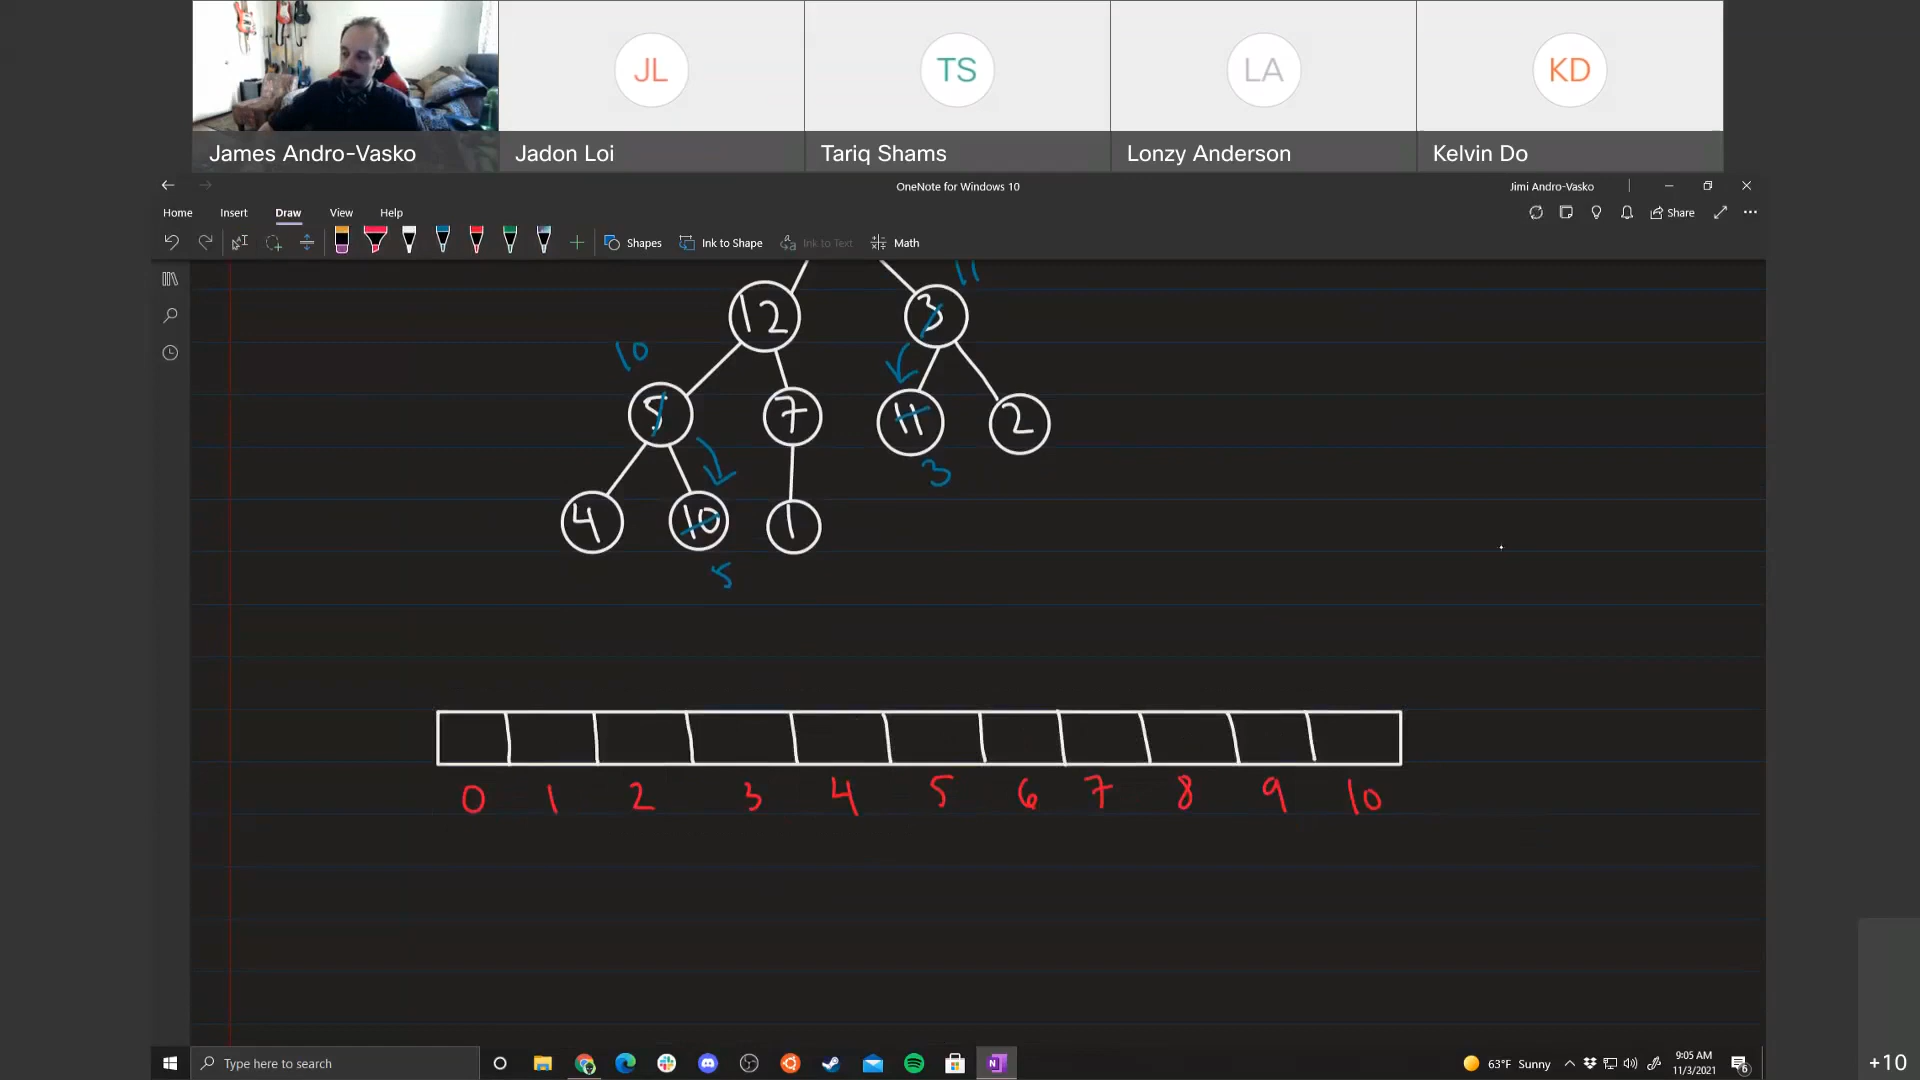 JL
TS
LA
KD
James Andro-Vasko
Jadon Loi
Tariq Shams
Lonzy Anderson
Kelvin Do
OneNote for Windows 10
Jimi Andro-Vasko
Home Insert Draw View Help
Share
Shapes
Ink to Shape
Ink to Text
Math
11
12
3
10
5
7
11
2
3
4
10
1
5
0 1 2 3 4 5 6 7 8 9 10
Type here to search
63°F Sunny
9:05 AM
11/3/2021
6
+10